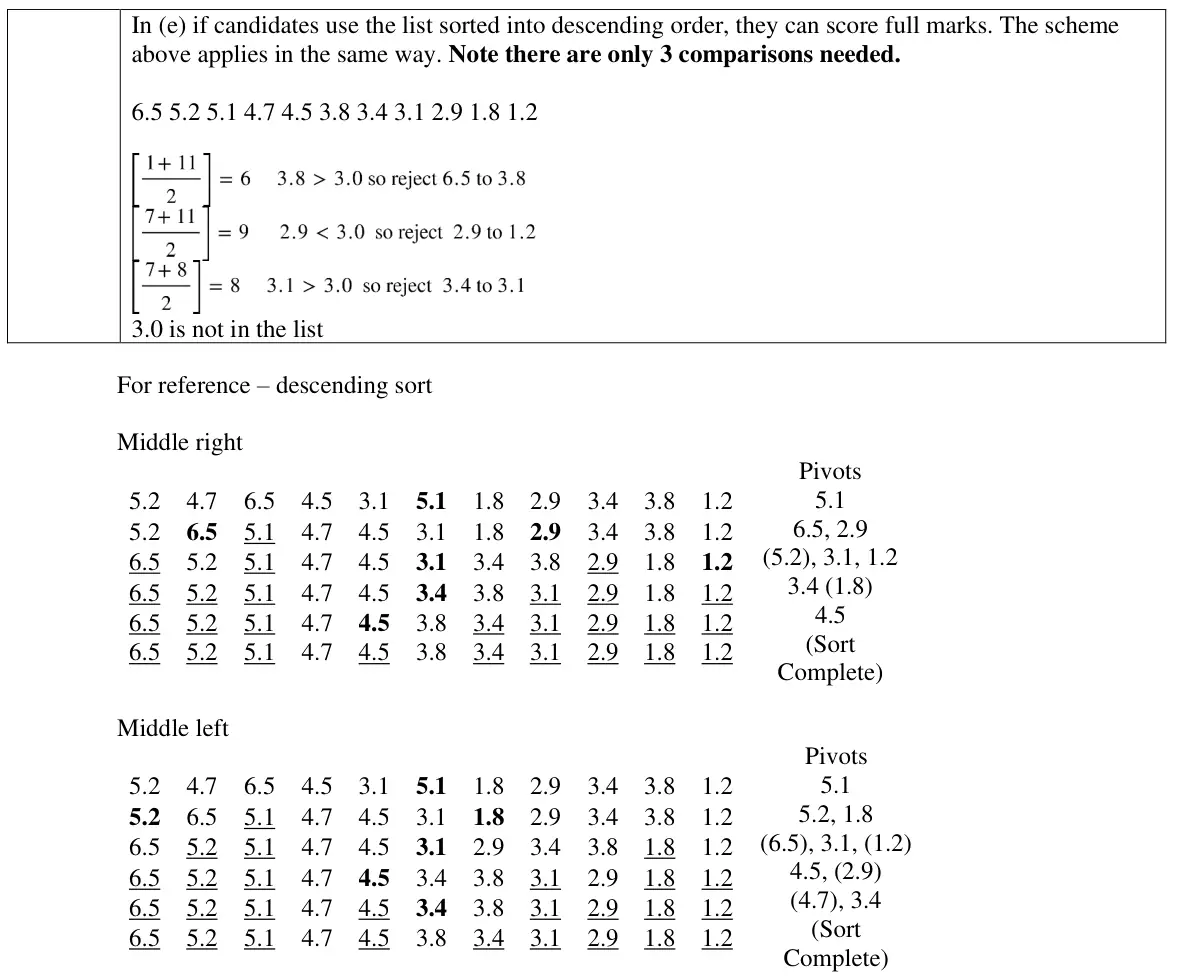 In (e) if candidates use the list sorted into descending order, they can score full marks. The scheme
above applies in the same way. Note there are only 3 comparisons needed.
6.5 5.2 5.1 4.7 4.5 3.8 3.4 3.1 2.9 1.8 1.2
[(1 + 11)/2] = 6 3.8 > 3.0 so reject 6.5 to 3.8
[(7 + 11)/2] = 9 2.9 < 3.0 so reject 2.9 to 1.2
[(7 + 8)/2] = 8 3.1 > 3.0 so reject 3.4 to 3.1
3.0 is not in the list
For reference – descending sort
Middle right
Pivots
5.2 4.7 6.5 4.5 3.1 5.1 1.8 2.9 3.4 3.8 1.2 5.1
5.2 6.5 5.1 4.7 4.5 3.1 1.8 2.9 3.4 3.8 1.2 6.5, 2.9
6.5 5.2 5.1 4.7 4.5 3.1 3.4 3.8 2.9 1.8 1.2 (5.2), 3.1, 1.2
6.5 5.2 5.1 4.7 4.5 3.4 3.8 3.1 2.9 1.8 1.2 3.4 (1.8)
6.5 5.2 5.1 4.7 4.5 3.8 3.4 3.1 2.9 1.8 1.2 4.5
6.5 5.2 5.1 4.7 4.5 3.8 3.4 3.1 2.9 1.8 1.2 (Sort
Complete)
Middle left
Pivots
5.2 4.7 6.5 4.5 3.1 5.1 1.8 2.9 3.4 3.8 1.2 5.1
5.2 6.5 5.1 4.7 4.5 3.1 1.8 2.9 3.4 3.8 1.2 5.2, 1.8
6.5 5.2 5.1 4.7 4.5 3.1 2.9 3.4 3.8 1.8 1.2 (6.5), 3.1, (1.2)
6.5 5.2 5.1 4.7 4.5 3.4 3.8 3.1 2.9 1.8 1.2 4.5, (2.9)
6.5 5.2 5.1 4.7 4.5 3.4 3.8 3.1 2.9 1.8 1.2 (4.7), 3.4
6.5 5.2 5.1 4.7 4.5 3.8 3.4 3.1 2.9 1.8 1.2 (Sort
Complete)